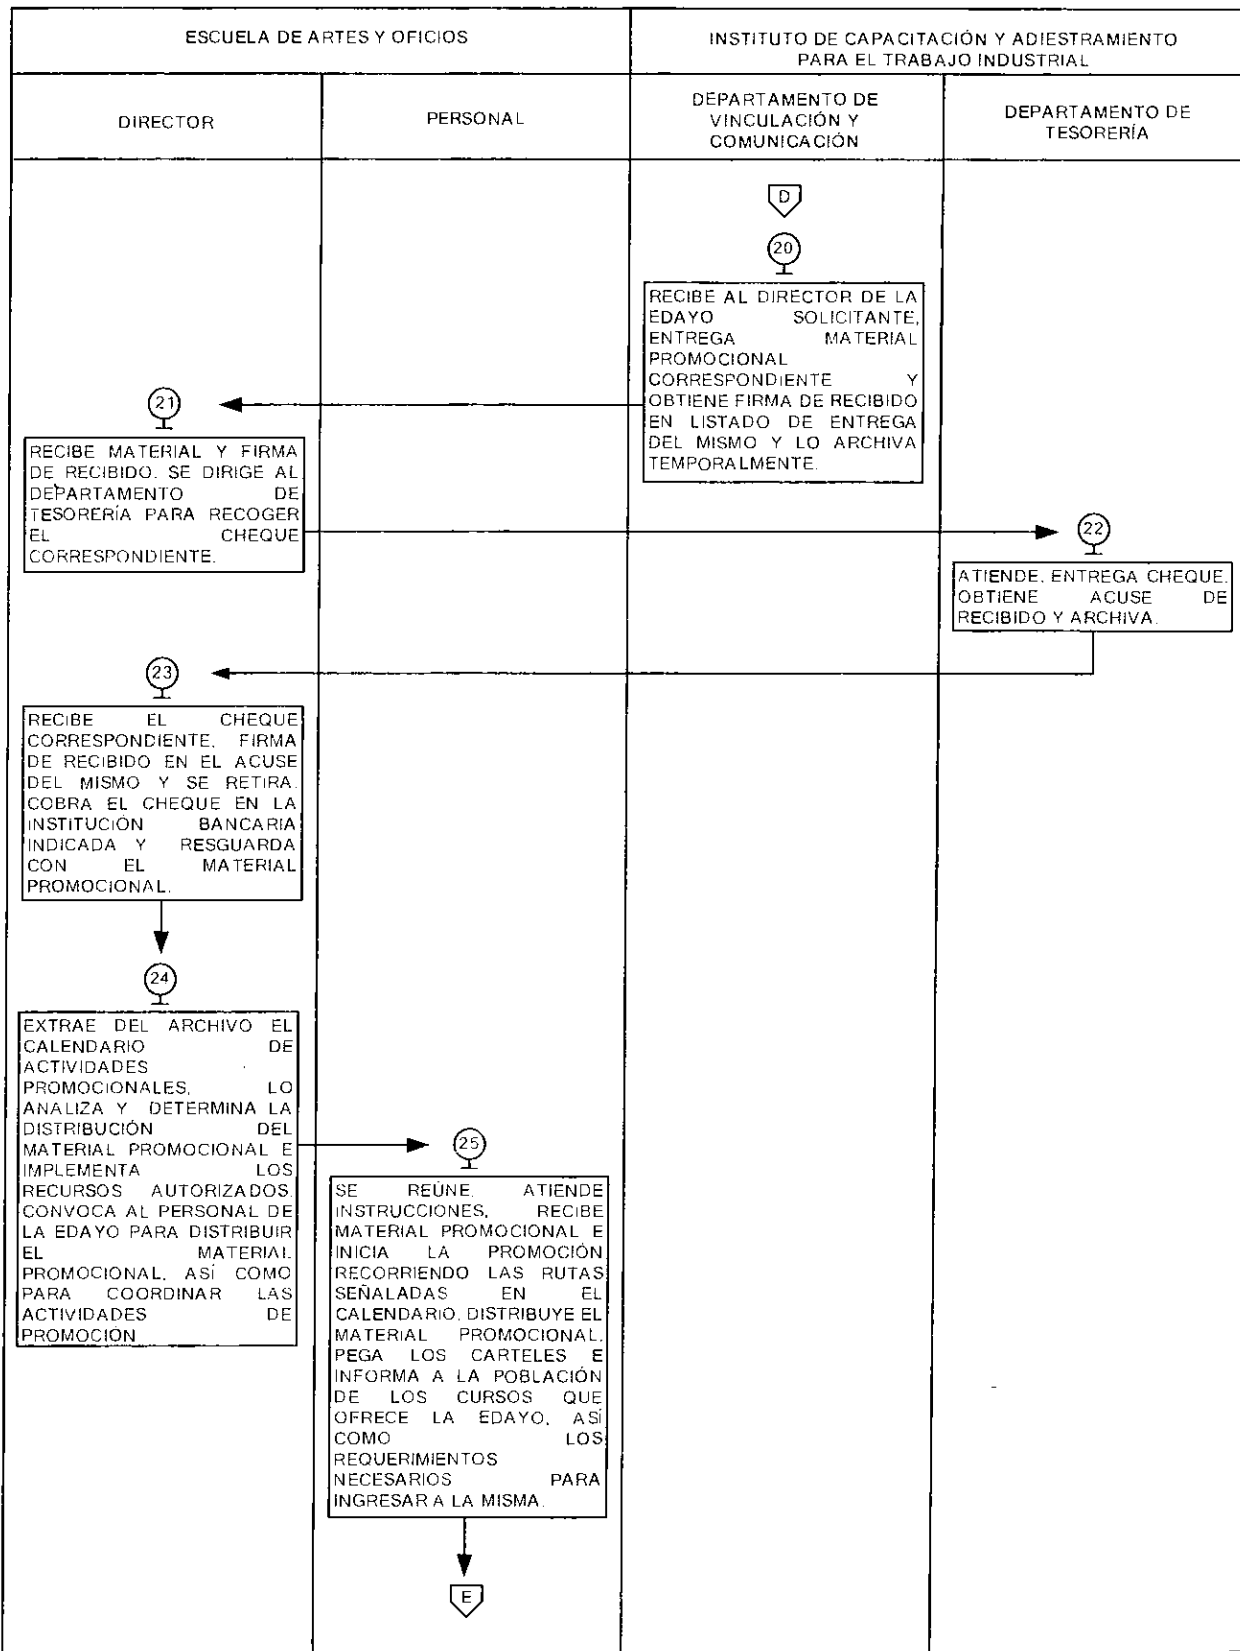 ESCUELA DE ARTES Y OFICIOS
INSTITUTO DE CAPACITACIÓN Y ADIESTRAMIENTO
PARA EL TRABAJO INDUSTRIAL
DIRECTOR
PERSONAL
DEPARTAMENTO DE
VINCULACIÓN Y
COMUNICACIÓN
DEPARTAMENTO DE
TESORERÍA
D
20
RECIBE AL DIRECTOR DE LA
EDAYO SOLICITANTE,
ENTREGA MATERIAL
PROMOCIONAL
CORRESPONDIENTE Y
OBTIENE FIRMA DE RECIBIDO
EN LISTADO DE ENTREGA
DEL MISMO Y LO ARCHIVA
TEMPORALMENTE.
21
RECIBE MATERIAL Y FIRMA
DE RECIBIDO. SE DIRIGE AL
DEPARTAMENTO DE
TESORERÍA PARA RECOGER
EL CHEQUE
CORRESPONDIENTE.
22
ATIENDE, ENTREGA CHEQUE,
OBTIENE ACUSE DE
RECIBIDO Y ARCHIVA.
23
RECIBE EL CHEQUE
CORRESPONDIENTE, FIRMA
DE RECIBIDO EN EL ACUSE
DEL MISMO Y SE RETIRA.
COBRA EL CHEQUE EN LA
INSTITUCIÓN BANCARIA
INDICADA Y RESGUARDA
CON EL MATERIAL
PROMOCIONAL.
24
EXTRAE DEL ARCHIVO EL
CALENDARIO DE
ACTIVIDADES
PROMOCIONALES, LO
ANALIZA Y DETERMINA LA
DISTRIBUCIÓN DEL
MATERIAL PROMOCIONAL E
IMPLEMENTA LOS
RECURSOS AUTORIZADOS.
CONVOCA AL PERSONAL DE
LA EDAYO PARA DISTRIBUIR
EL MATERIAL
PROMOCIONAL, ASÍ COMO
PARA COORDINAR LAS
ACTIVIDADES DE
PROMOCIÓN
25
SE REÚNE, ATIENDE
INSTRUCCIONES, RECIBE
MATERIAL PROMOCIONAL E
INICIA LA PROMOCIÓN
RECORRIENDO LAS RUTAS
SEÑALADAS EN EL
CALENDARIO, DISTRIBUYE EL
MATERIAL PROMOCIONAL,
PEGA LOS CARTELES E
INFORMA A LA POBLACIÓN
DE LOS CURSOS QUE
OFRECE LA EDAYO, ASÍ
COMO LOS
REQUERIMIENTOS
NECESARIOS PARA
INGRESAR A LA MISMA.
E